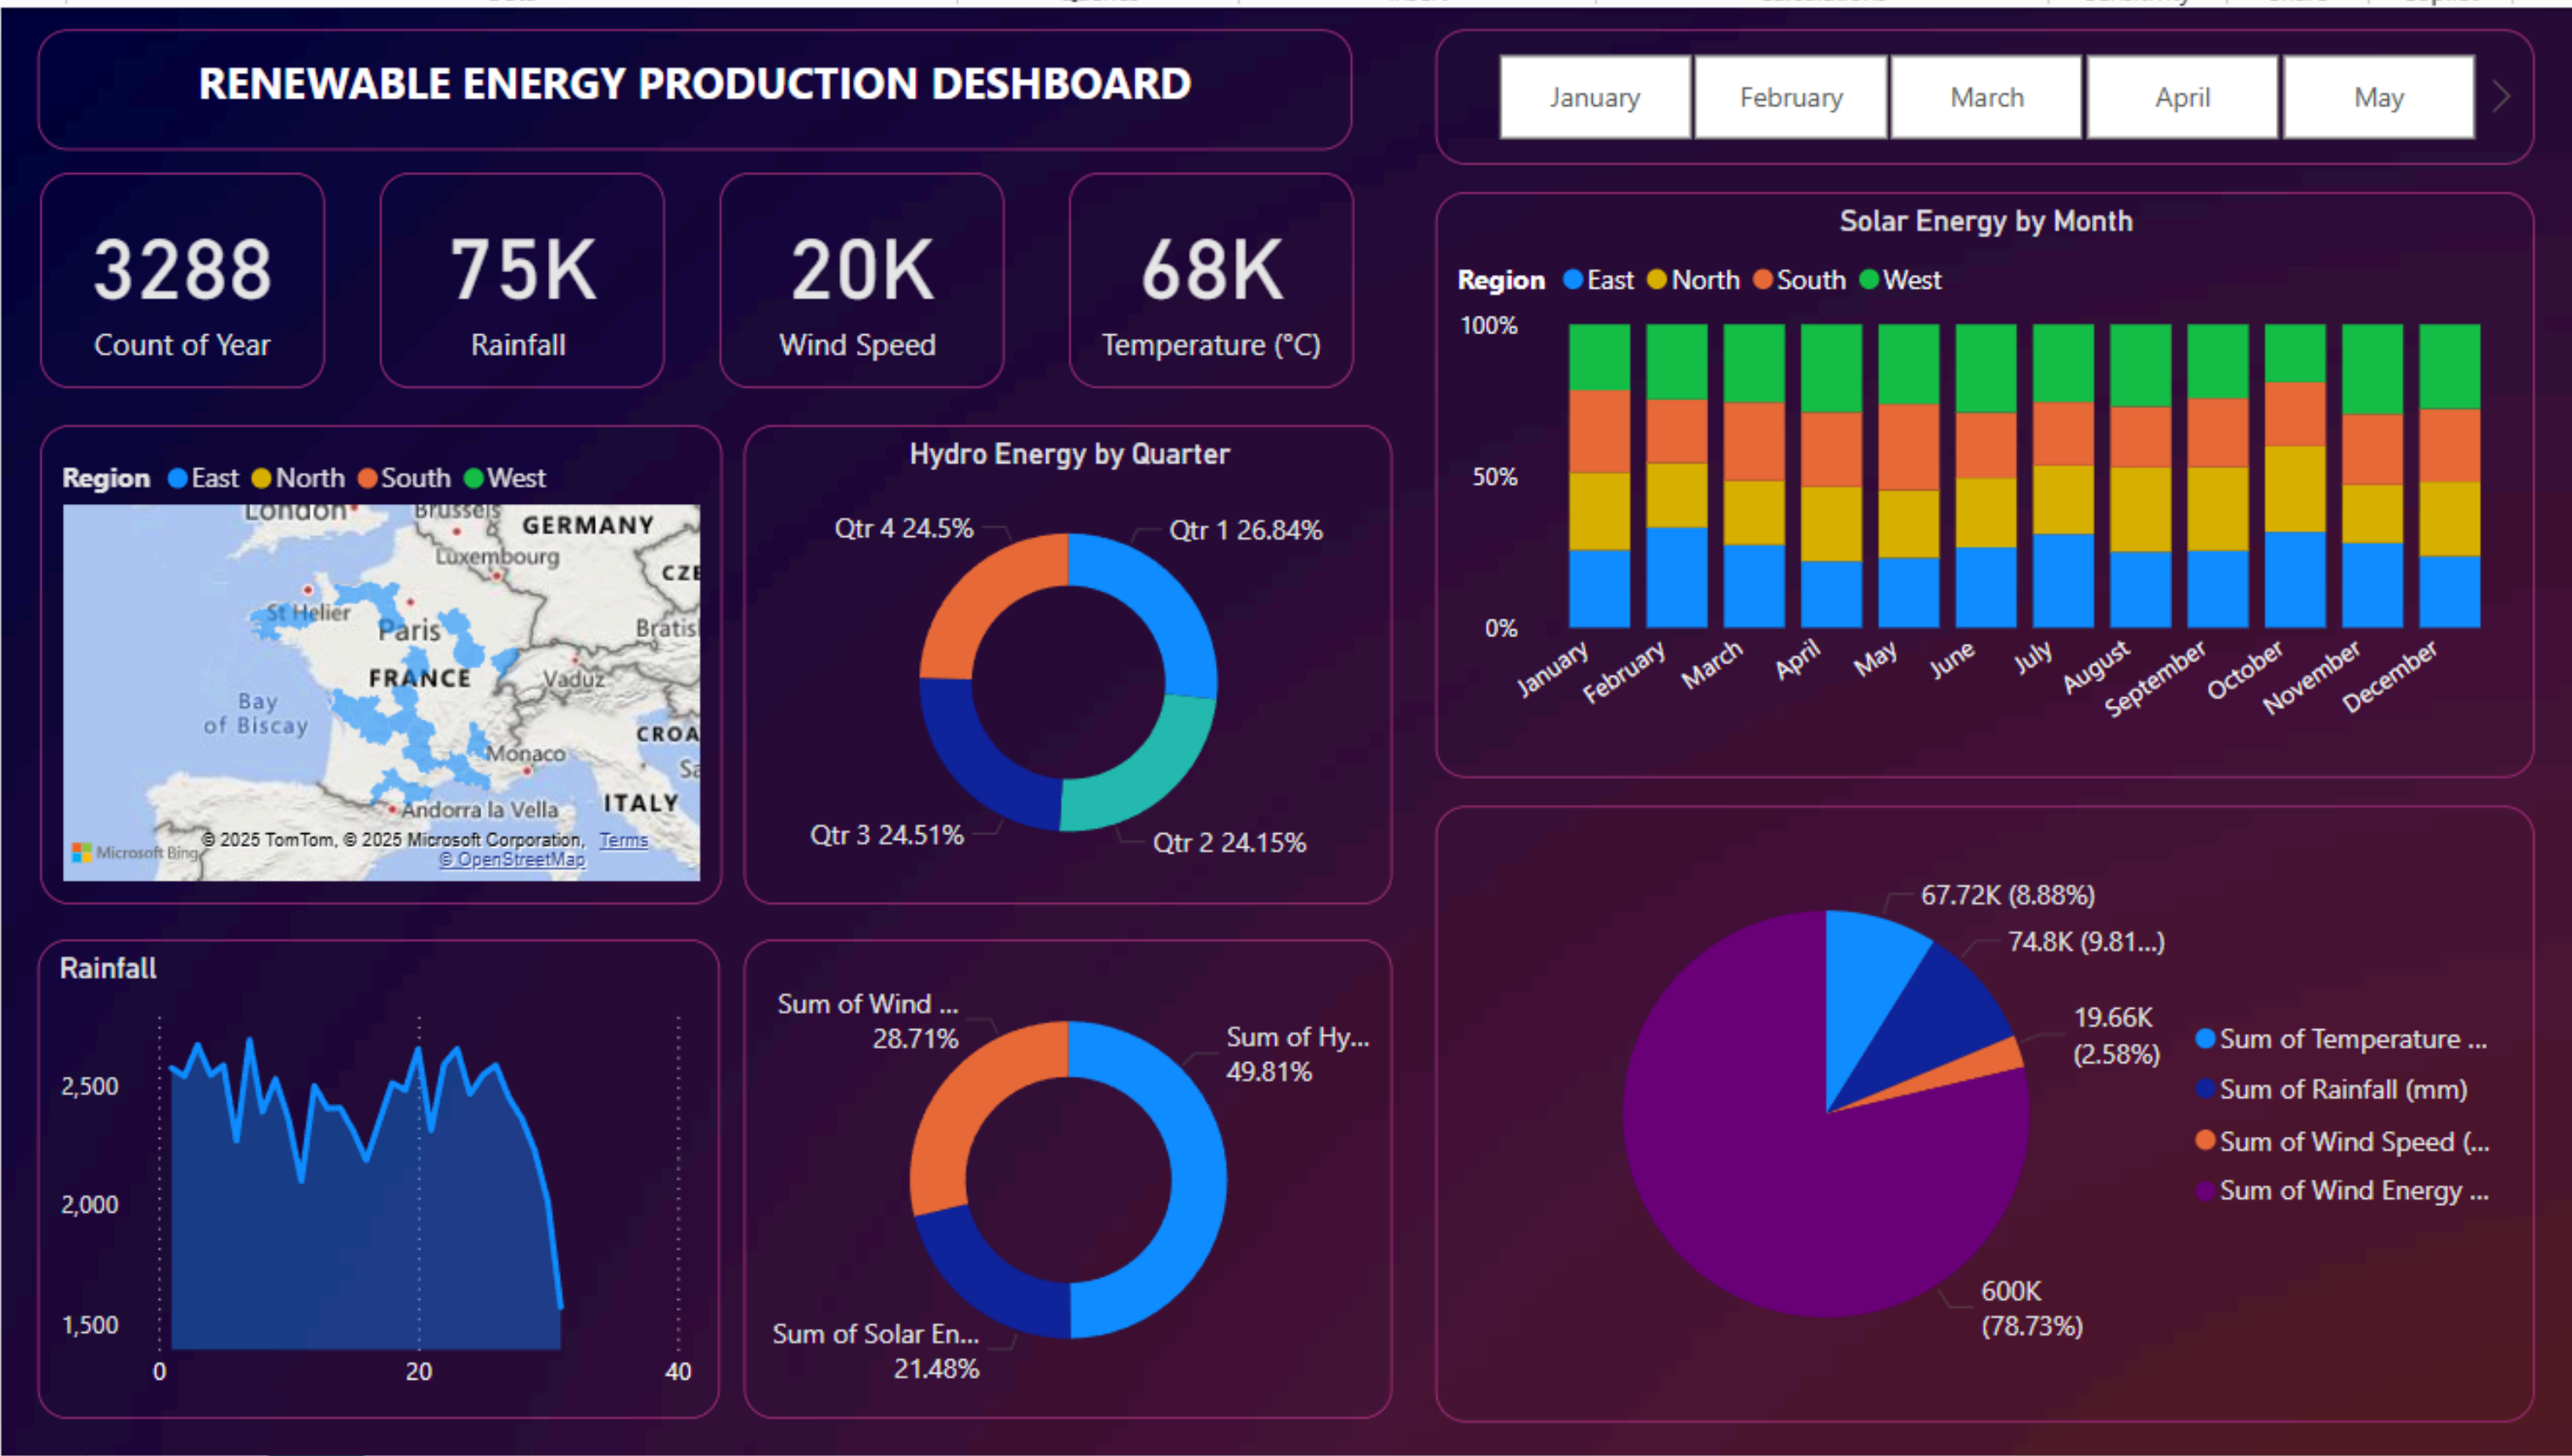 RENEWABLE ENERGY PRODUCTION DESHBOARD
January
February
March
April
May
3288
Count of Year
75K
Rainfall
20K
Wind Speed
68K
Temperature (°C)
Solar Energy by Month
Region East North South West
100%
50%
0%
January
February
March
April
May
June
July
August
September
October
November
December
Region East North South West
London
Brussels
GERMANY
Luxembourg
St Helier
Paris
FRANCE
Vaduz
Bay
of Biscay
Monaco
Andorra la Vella
ITALY
Microsoft Bing
© 2025 TomTom, © 2025 Microsoft Corporation, Terms
© OpenStreetMap
Hydro Energy by Quarter
Qtr 4 24.5%
Qtr 1 26.84%
Qtr 3 24.51%
Qtr 2 24.15%
Rainfall
2,500
2,000
1,500
0
20
40
Sum of Wind ...
28.71%
Sum of Hy...
49.81%
Sum of Solar En...
21.48%
67.72K (8.88%)
74.8K (9.81...)
19.66K
(2.58%)
600K
(78.73%)
Sum of Temperature ...
Sum of Rainfall (mm)
Sum of Wind Speed (...
Sum of Wind Energy ...